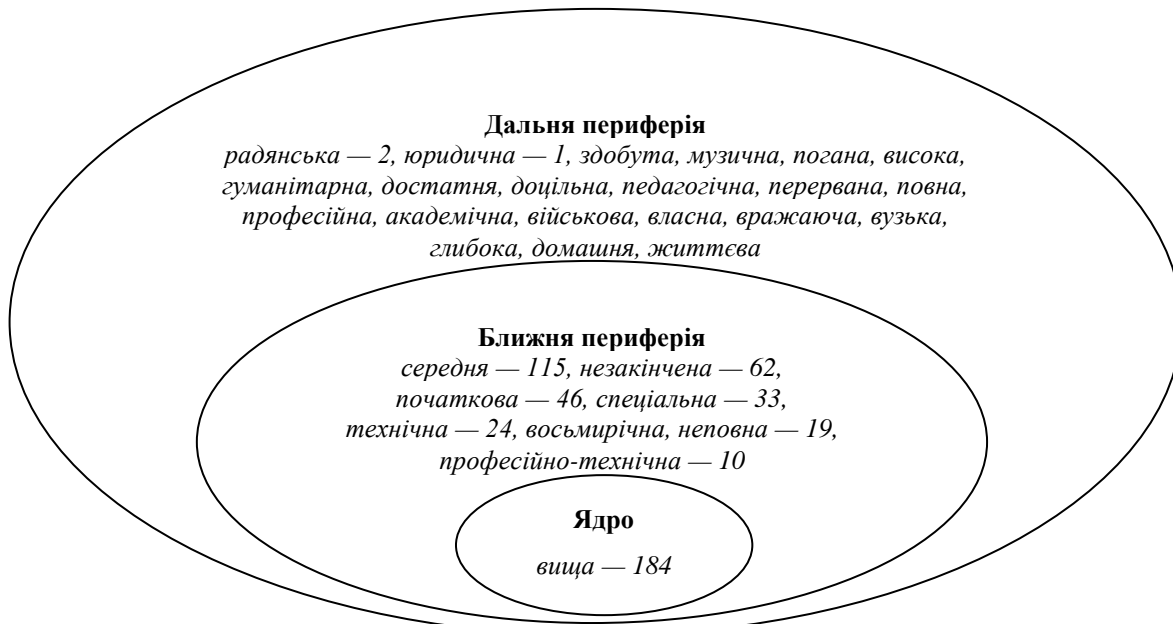 Дальня периферія
радянська — 2, юридична — 1, здобута, музична, погана, висока,
гуманітарна, достатня, доцільна, педагогічна, перервана, повна,
професійна, академічна, військова, власна, вражаюча, вузька,
глибока, домашня, життєва
Ближня периферія
середня — 115, незакінчена — 62,
початкова — 46, спеціальна — 33,
технічна — 24, восьмирічна, неповна — 19,
професійно-технічна — 10
Ядро
вища — 184